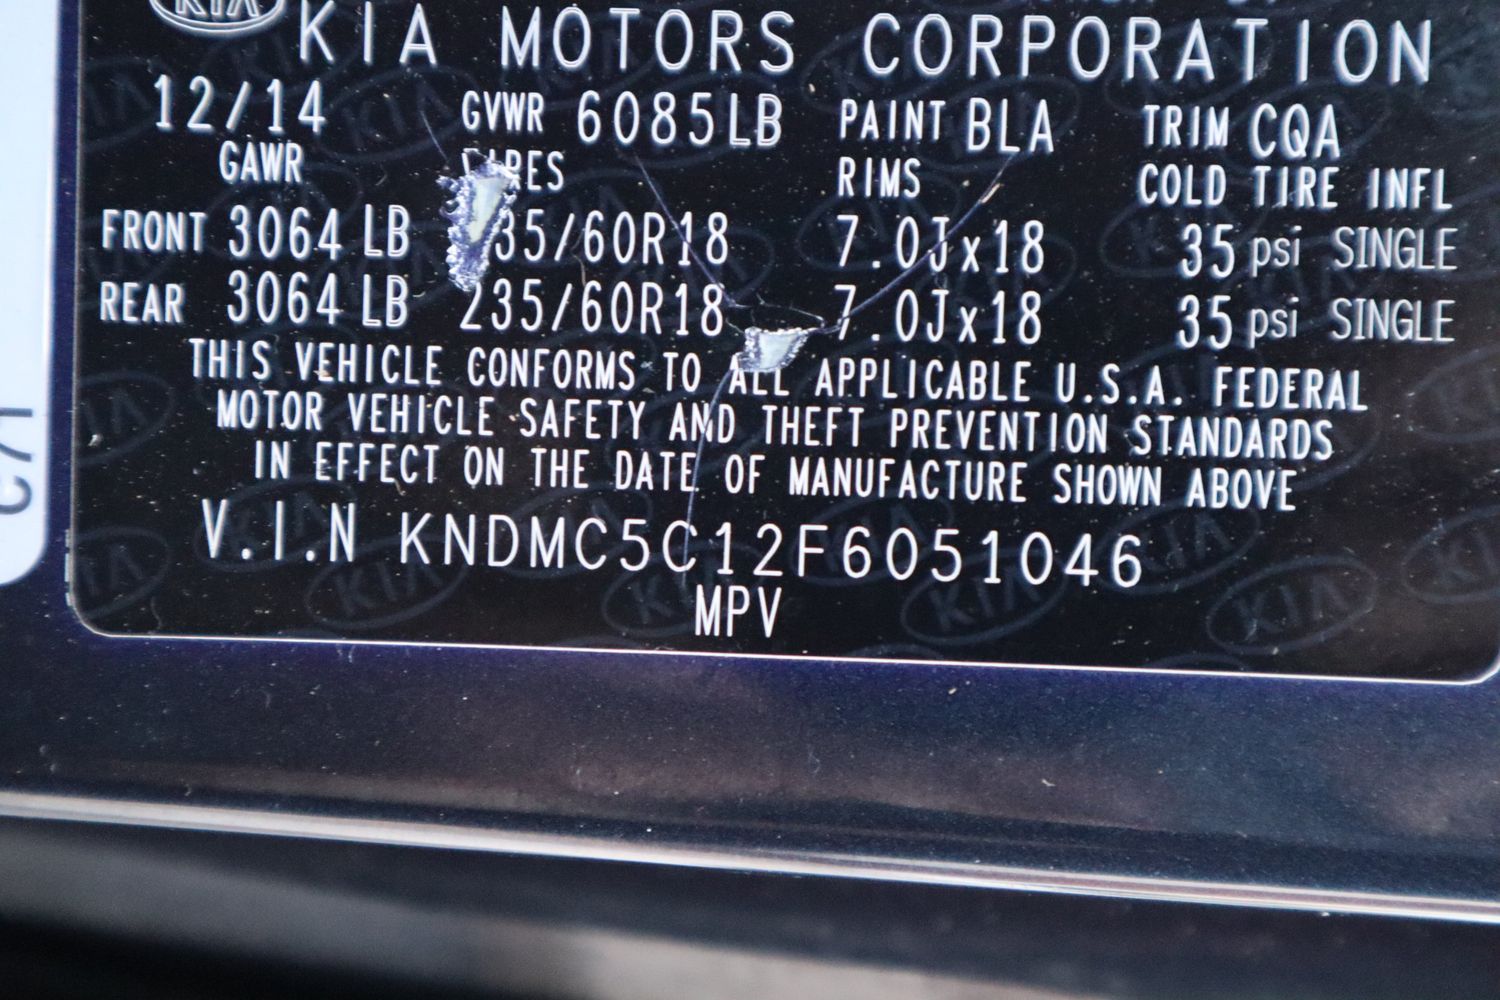 KIA
KIA MOTORS CORPORATION
12/14 GVWR 6085LB PAINT BLA TRIM CQA
GAWR TIRES RIMS COLD TIRE INFL
FRONT 3064 LB 235/60R18 7.0Jx18 35 psi SINGLE
REAR 3064 LB 235/60R18 7.0Jx18 35 psi SINGLE
THIS VEHICLE CONFORMS TO ALL APPLICABLE U.S.A. FEDERAL
MOTOR VEHICLE SAFETY AND THEFT PREVENTION STANDARDS
IN EFFECT ON THE DATE OF MANUFACTURE SHOWN ABOVE
V.I.N KNDMC5C12F6051046
MPV